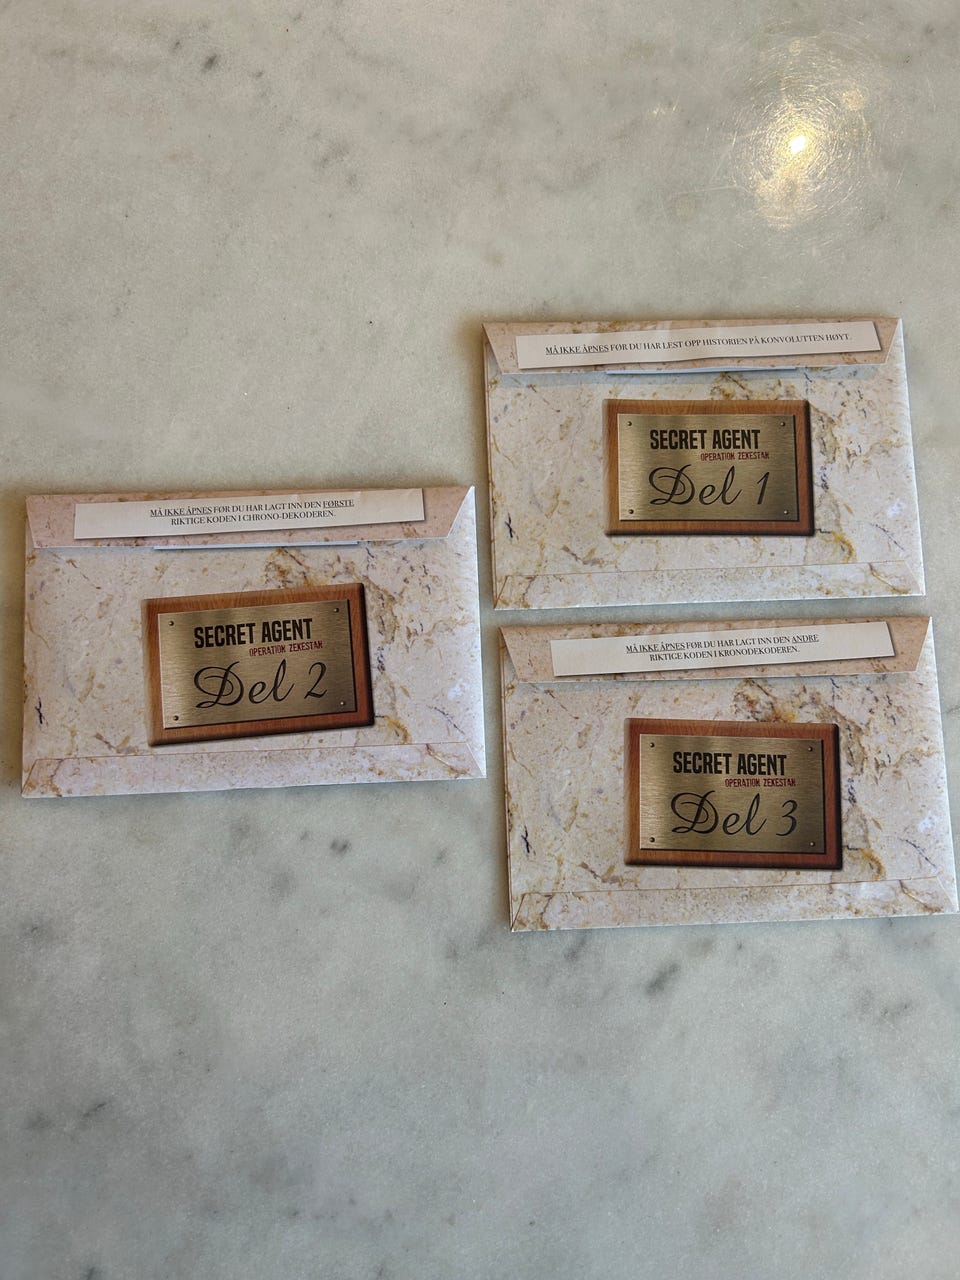 MÅ IKKE ÅPNES FØR DU HAR LEST OPP HISTORIEN PÅ KONVOLUTTEN HØYT.
SECRET AGENT
OPERATION ZEKESTAN
Del 1
MÅ IKKE ÅPNES FØR DU HAR LAGT INN DEN FØRSTE
RIKTIGE KODEN I CHRONO-DEKODEREN.
SECRET AGENT
OPERATION ZEKESTAN
Del 2
MÅ IKKE ÅPNES FØR DU HAR LAGT INN DEN ANDRE
RIKTIGE KODEN I KRONODEKODEREN.
SECRET AGENT
OPERATION ZEKESTAN
Del 3